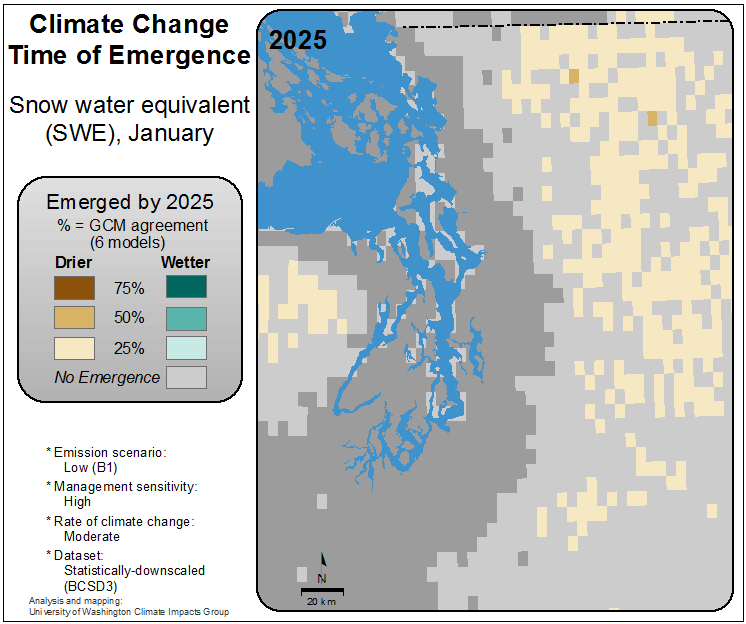 Climate Change
Time of Emergence
Snow water equivalent
(SWE), January
Emerged by 2025
% = GCM agreement
(6 models)
Drier Wetter
75%
50%
25%
No Emergence
* Emission scenario:
Low (B1)
* Management sensitivity:
High
* Rate of climate change:
Moderate
* Dataset:
Statistically-downscaled
(BCSD3)
Analysis and mapping:
University of Washington Climate Impacts Group
2025
N
20 km